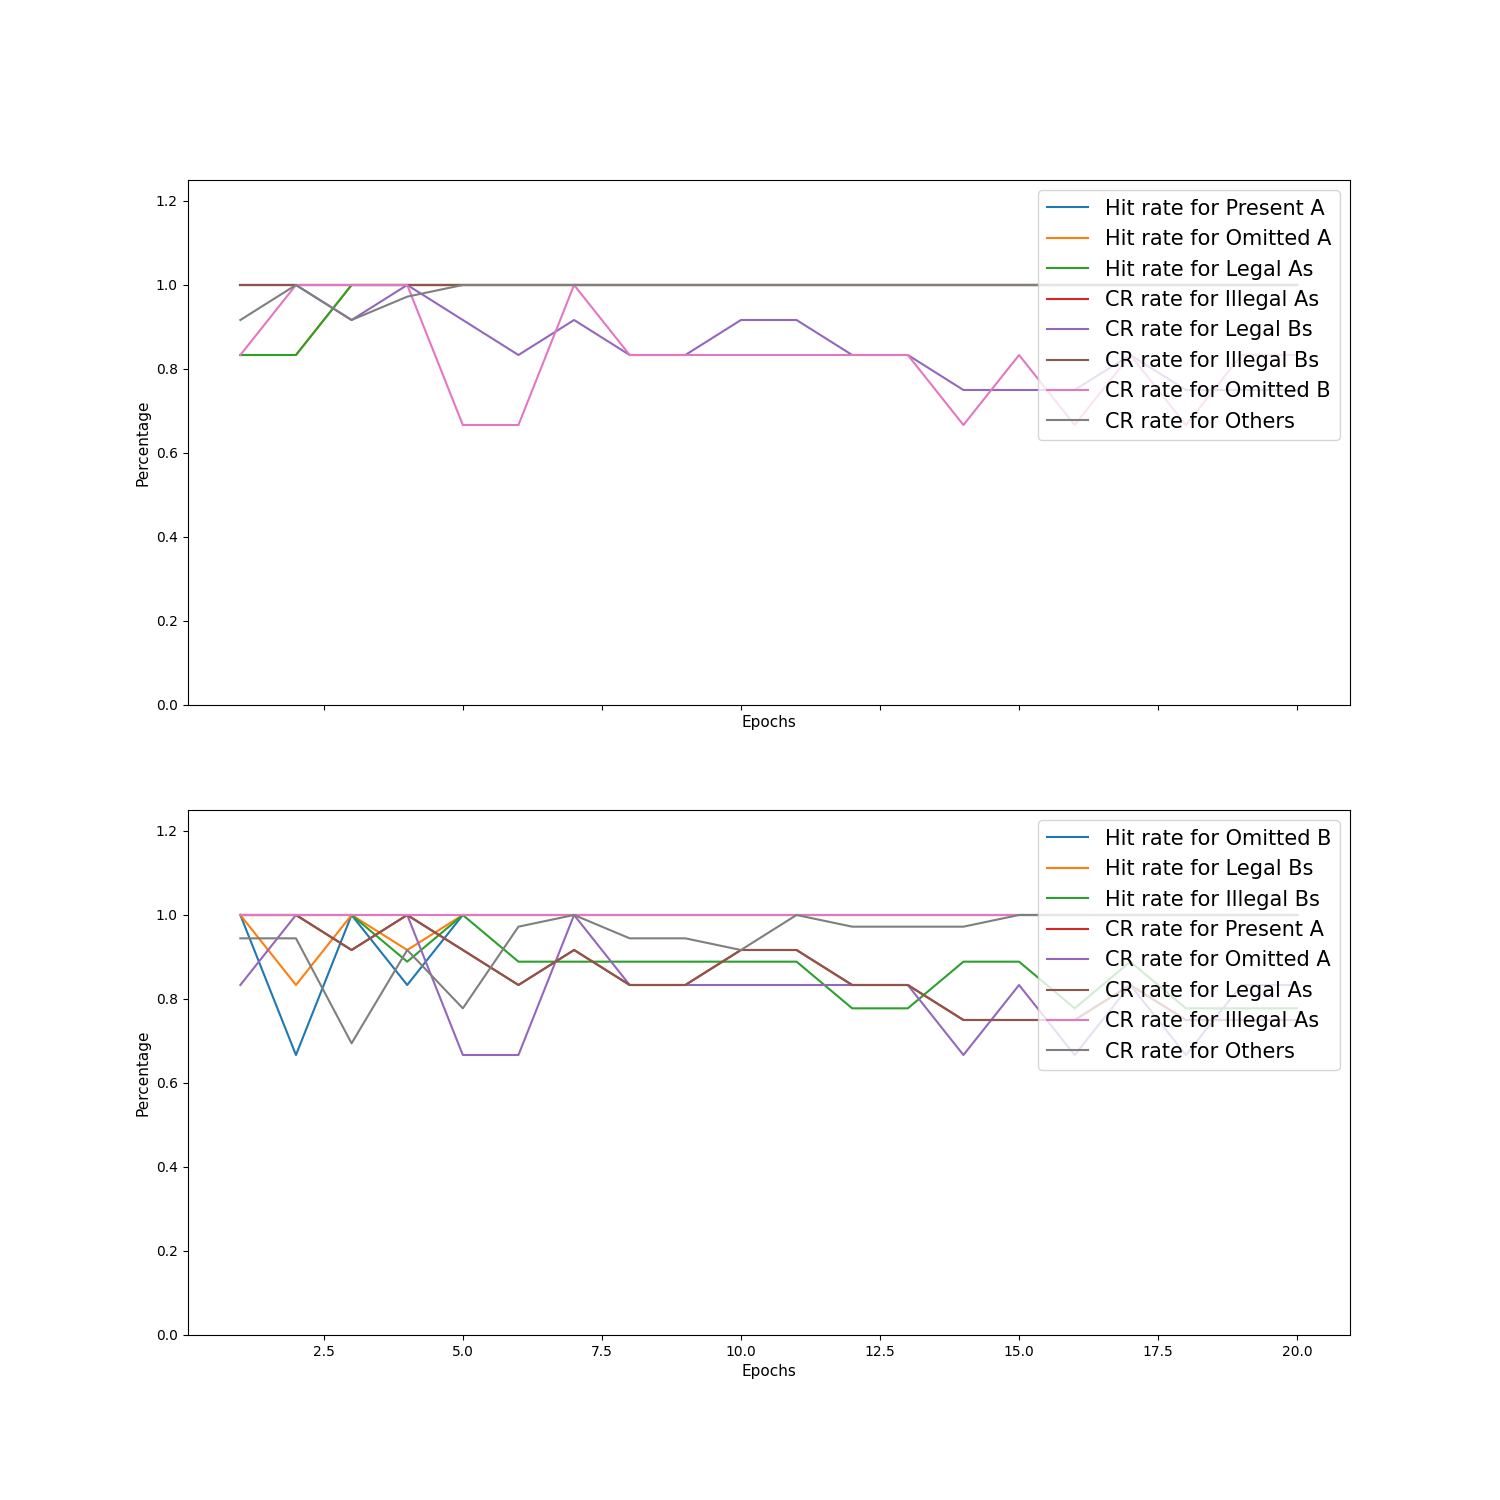 1.2
1.0
0.8
0.6
0.4
0.2
0.0
Percentage
Epochs
Hit rate for Present A
Hit rate for Omitted A
Hit rate for Legal As
CR rate for Illegal As
CR rate for Legal Bs
CR rate for Illegal Bs
CR rate for Omitted B
CR rate for Others
1.2
1.0
0.8
0.6
0.4
0.2
0.0
Percentage
2.5 5.0 7.5 10.0 12.5 15.0 17.5 20.0
Epochs
Hit rate for Omitted B
Hit rate for Legal Bs
Hit rate for Illegal Bs
CR rate for Present A
CR rate for Omitted A
CR rate for Legal As
CR rate for Illegal As
CR rate for Others